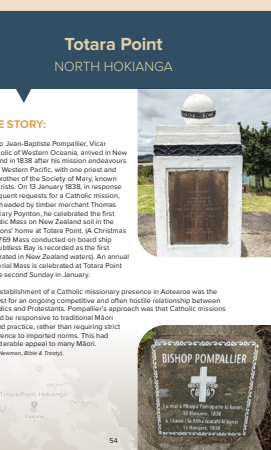 Totara Point
NORTH HOKIANGA
E STORY:
p Jean-Baptiste Pompallier, Vicar
olic of Western Oceania, arrived in New
nd in 1838 after his mission endeavours
Western Pacific, with one priest and
rother of the Society of Mary, known
rists. On 13 January 1838, in response
quent requests for a Catholic mission,
eaded by timber merchant Thomas
ary Poynton, he celebrated the first
lic Mass on New Zealand soil in the
ons' home at Totara Point. (A Christmas
769 Mass conducted on board ship
ubtless Bay is recorded as the first
rated in New Zealand waters). An annual
rial Mass is celebrated at Totara Point
e second Sunday in January.
stablishment of a Catholic missionary presence in Aotearoa was the
st for an ongoing competitive and often hostile relationship between
dics and Protestants. Pompallier's approach was that Catholic missions
d be responsive to traditional Māori
d practice, rather than requiring strict
ence to imported norms. This had
derable appeal to many Māori.
Newman, Bible & Treaty).
BISHOP POMPALLIER
Totara Point, Hokianga
54